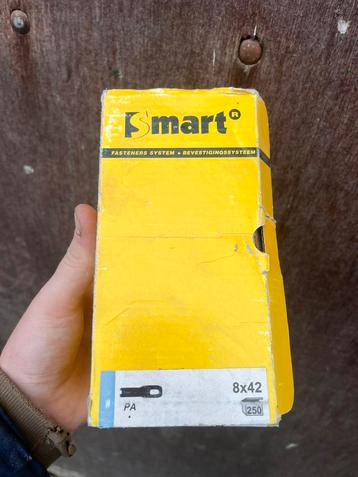 Smart®
FASTENERS SYSTEM • BEVESTIGINGSSYSTEEM
8x42
PA
250